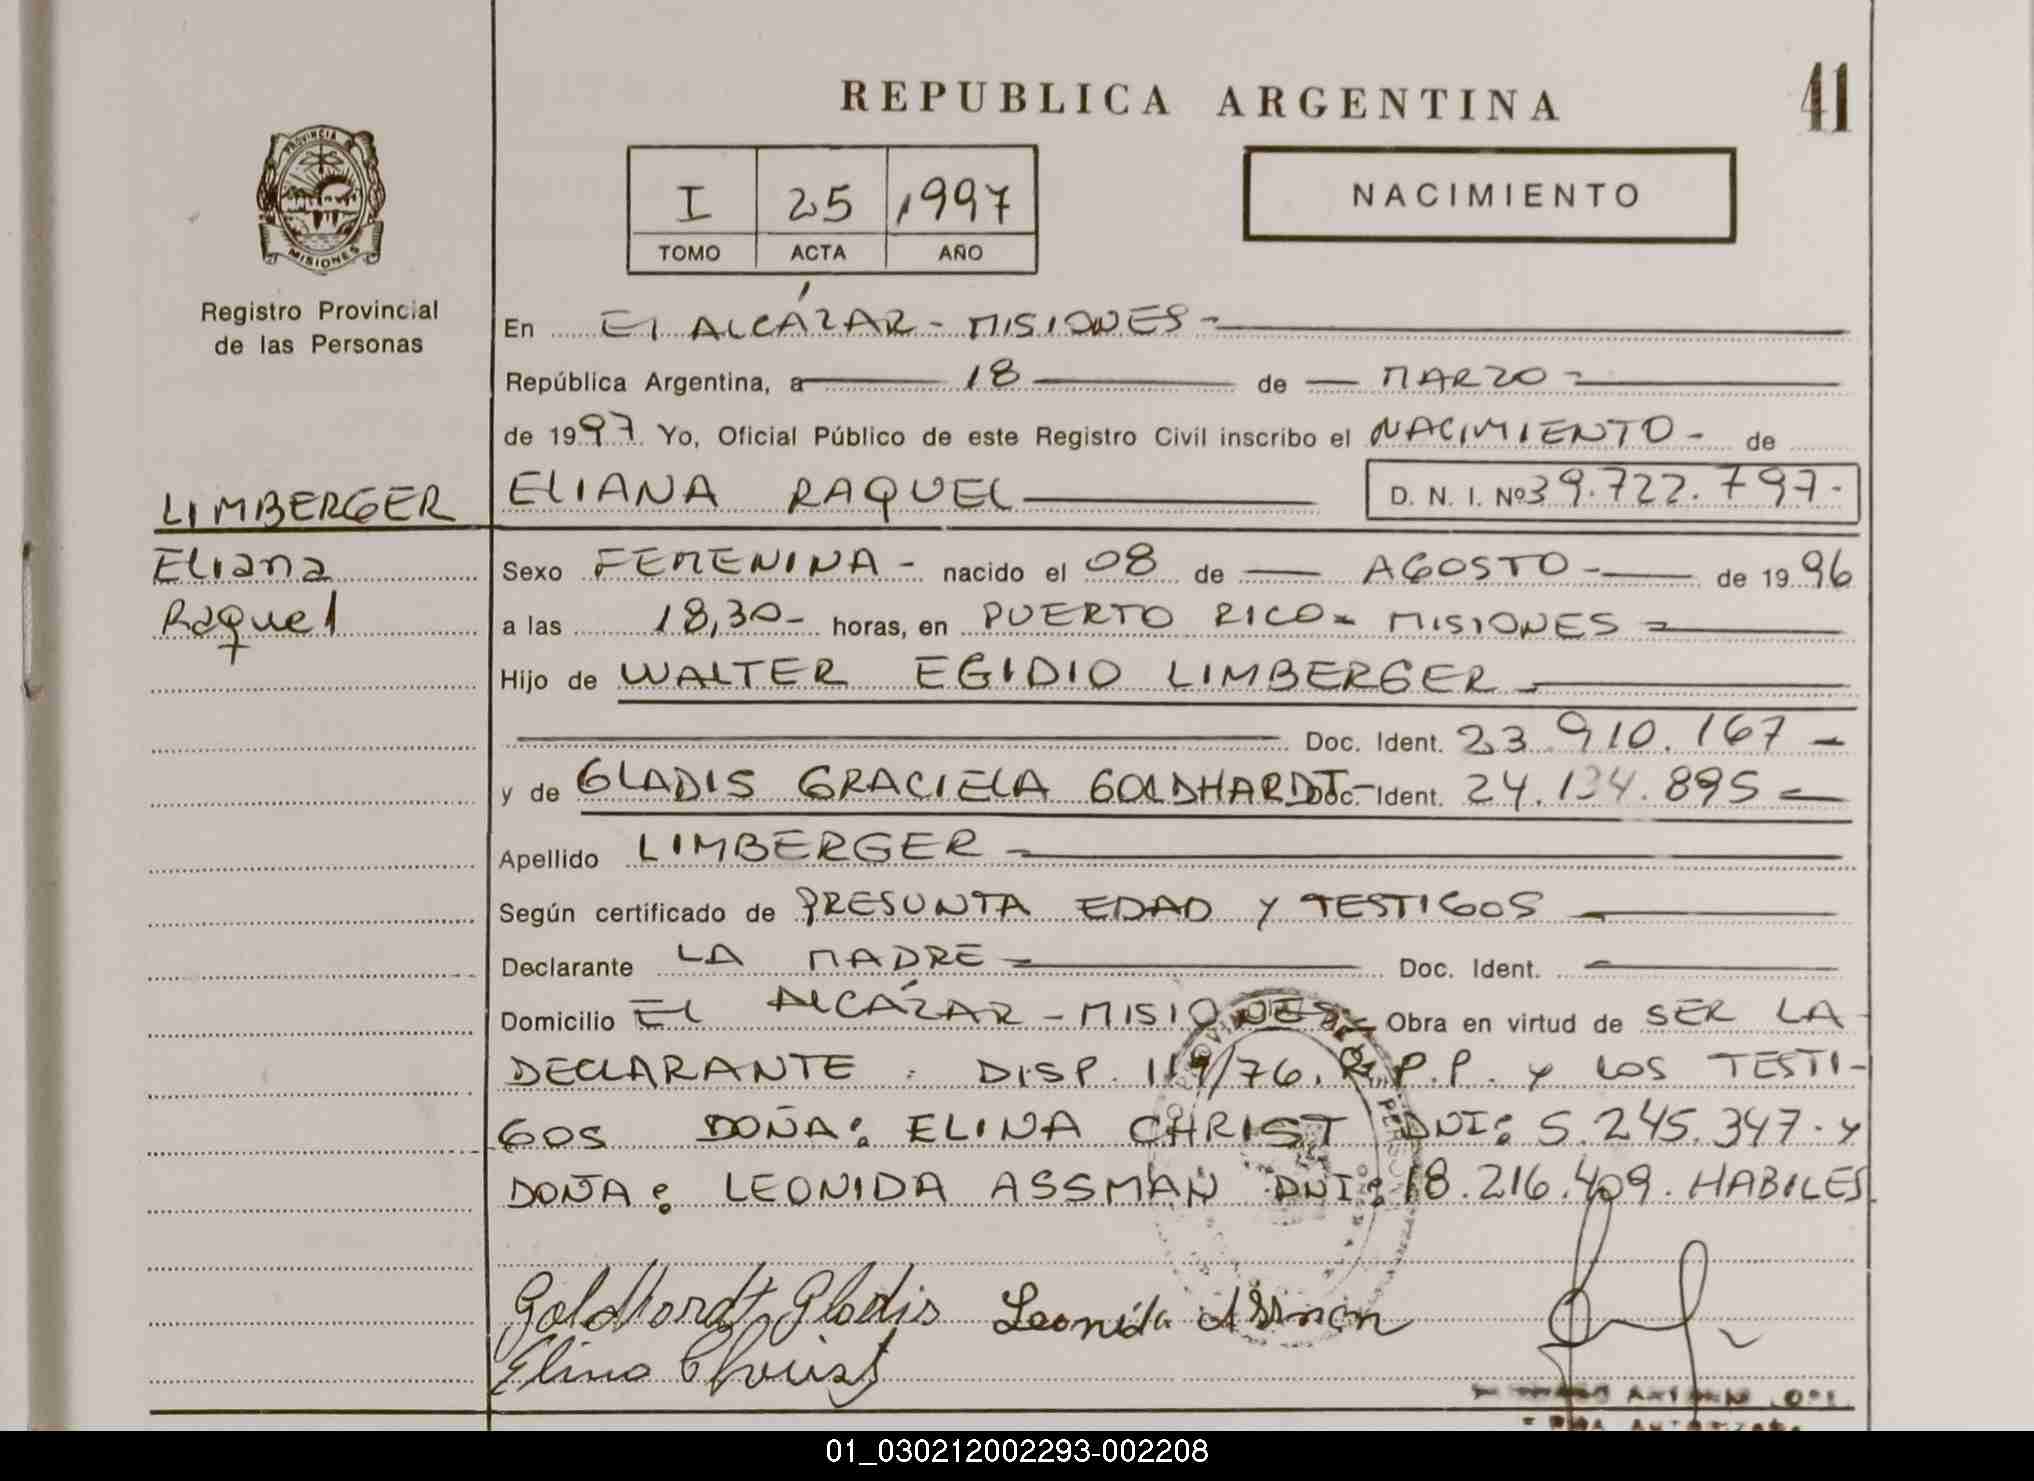 REPUBLICA ARGENTINA
41
PROVINCIA
MISIONES
Registro Provincial
de las Personas
I 25 1997
TOMO ACTA AÑO
NACIMIENTO
En El ALCÁZAR - MISIONES -
República Argentina, a 18 de MARZO -
de 1997. Yo, Oficial Público de este Registro Civil inscribo el NACIMIENTO - de
LIMBERGER
ELIANA RAQUEL
D. N. I. Nº 39.722.797.-
Eliana
Raquel
Sexo FEMENINA - nacido el 08 de AGOSTO - de 1996
a las 18,30- horas, en PUERTO RICO - MISIONES -
Hijo de WALTER EGIDIO LIMBERGER -
Doc. Ident. 23.910.167 -
y de GLADIS GRACIELA GOLDHARDT - Doc. Ident. 24.134.895 -
Apellido LIMBERGER -
Según certificado de PRESUNTA EDAD Y TESTIGOS -
Declarante LA MADRE - Doc. Ident. -
Domicilio EL ALCÁZAR - MISIONES - Obra en virtud de SER LA
DECLARANTE. DISP. 119/76. R.P.P. y LOS TESTI-
GOS DOÑA: ELINA CHRIST DNI: 5.245.347. y
DOÑA: LEONIDA ASSMAN DNI: 18.216.409. HABILES
Goldhardt Gladis Leonida Assman
Elina Christ
01_030212002293-002208